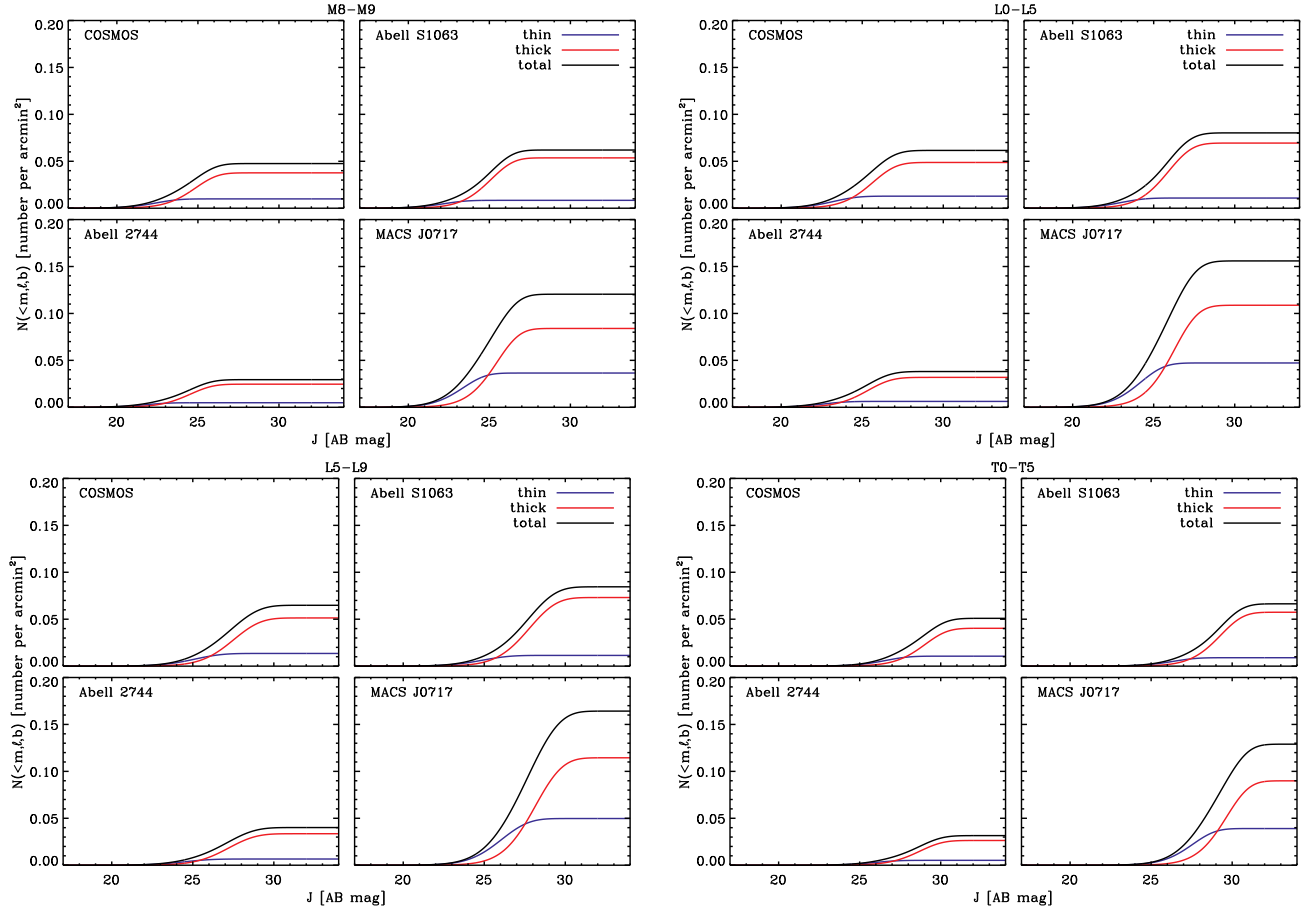 M8-M9
N(<m,ℓ,b) [number per arcmin²]
COSMOS
0.20
0.15
0.10
0.05
0.00
Abell S1063
thin
thick
total
Abell 2744
0.20
0.15
0.10
0.05
0.00
MACS J0717
20 25 30 20 25 30
J [AB mag]
L0-L5
N(<m,ℓ,b) [number per arcmin²]
COSMOS
0.20
0.15
0.10
0.05
0.00
Abell S1063
thin
thick
total
Abell 2744
0.20
0.15
0.10
0.05
0.00
MACS J0717
20 25 30 20 25 30
J [AB mag]
L5-L9
N(<m,ℓ,b) [number per arcmin²]
COSMOS
0.20
0.15
0.10
0.05
0.00
Abell S1063
thin
thick
total
Abell 2744
0.20
0.15
0.10
0.05
0.00
MACS J0717
20 25 30 20 25 30
J [AB mag]
T0-T5
N(<m,ℓ,b) [number per arcmin²]
COSMOS
0.20
0.15
0.10
0.05
0.00
Abell S1063
thin
thick
total
Abell 2744
0.20
0.15
0.10
0.05
0.00
MACS J0717
20 25 30 20 25 30
J [AB mag]